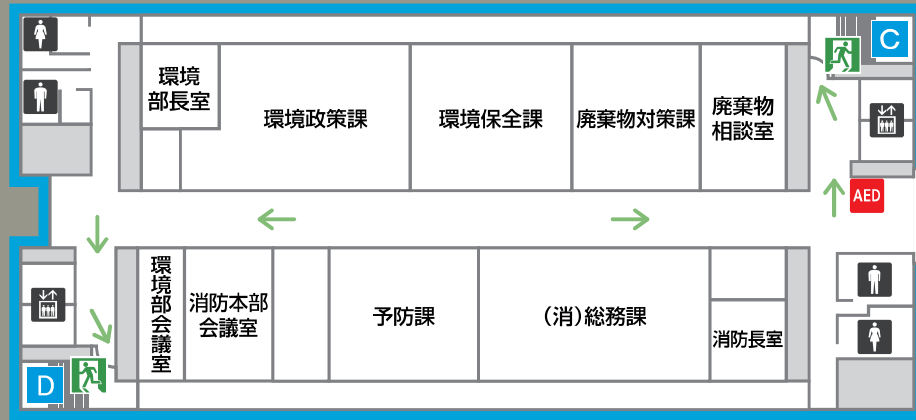 C
環境
部長室
環境政策課
環境保全課
廃棄物対策課
廃棄物
相談室
AED
環境部会議室
消防本部
会議室
予防課
(消)総務課
消防長室
D